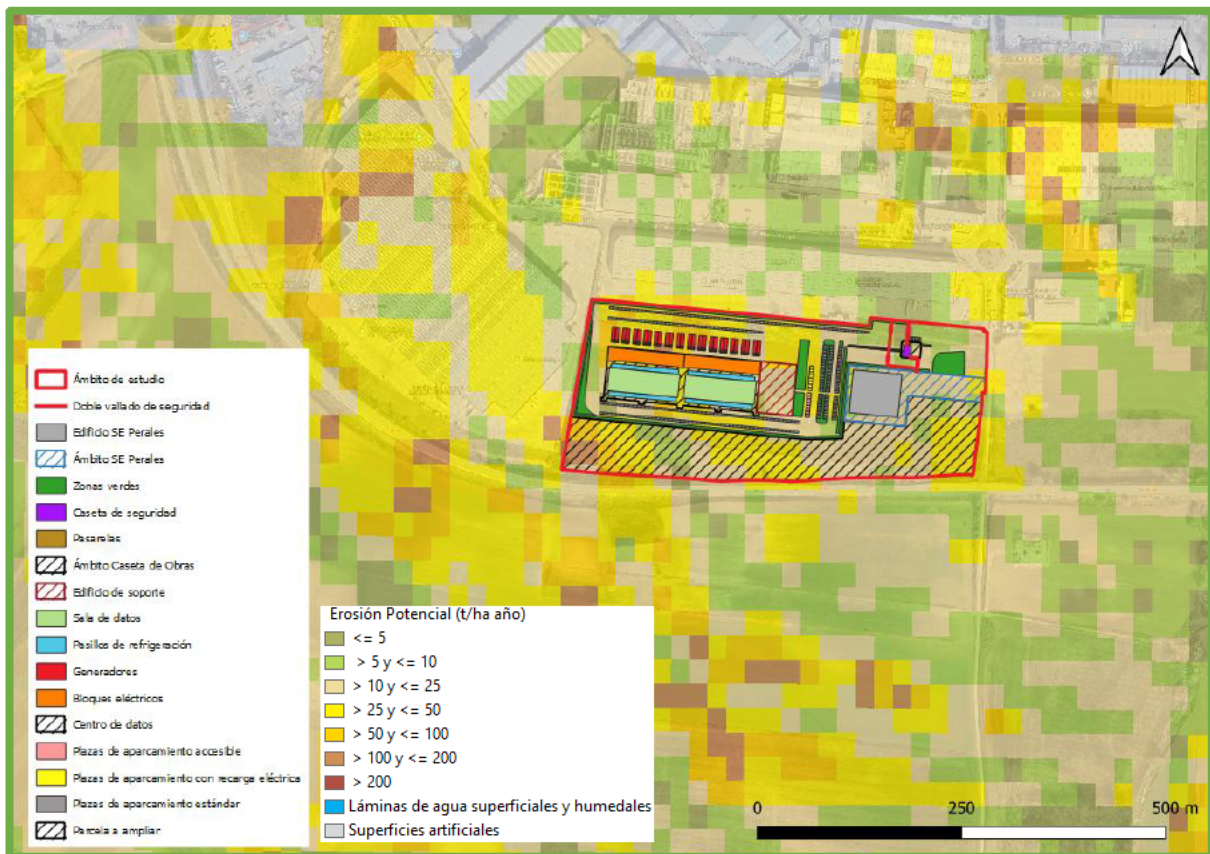 Ámbito de estudio
Doble vallado de seguridad
Edificio SE Perales
Ámbito SE Perales
Zonas verdes
Caseta de seguridad
Pasarelas
Ámbito Caseta de Obras
Edificio de soporte
Sala de datos
Pasillos de refrigeración
Generadores
Bloques eléctricos
Centro de datos
Plazas de aparcamiento accesible
Plazas de aparcamiento con recarga eléctrica
Plazas de aparcamiento estándar
Parcela a ampliar
Erosión Potencial (t/ha año)
<= 5
> 5 y <= 10
> 10 y <= 25
> 25 y <= 50
> 50 y <= 100
> 100 y <= 200
> 200
Láminas de agua superficiales y humedales
Superficies artificiales
0 250 500 m